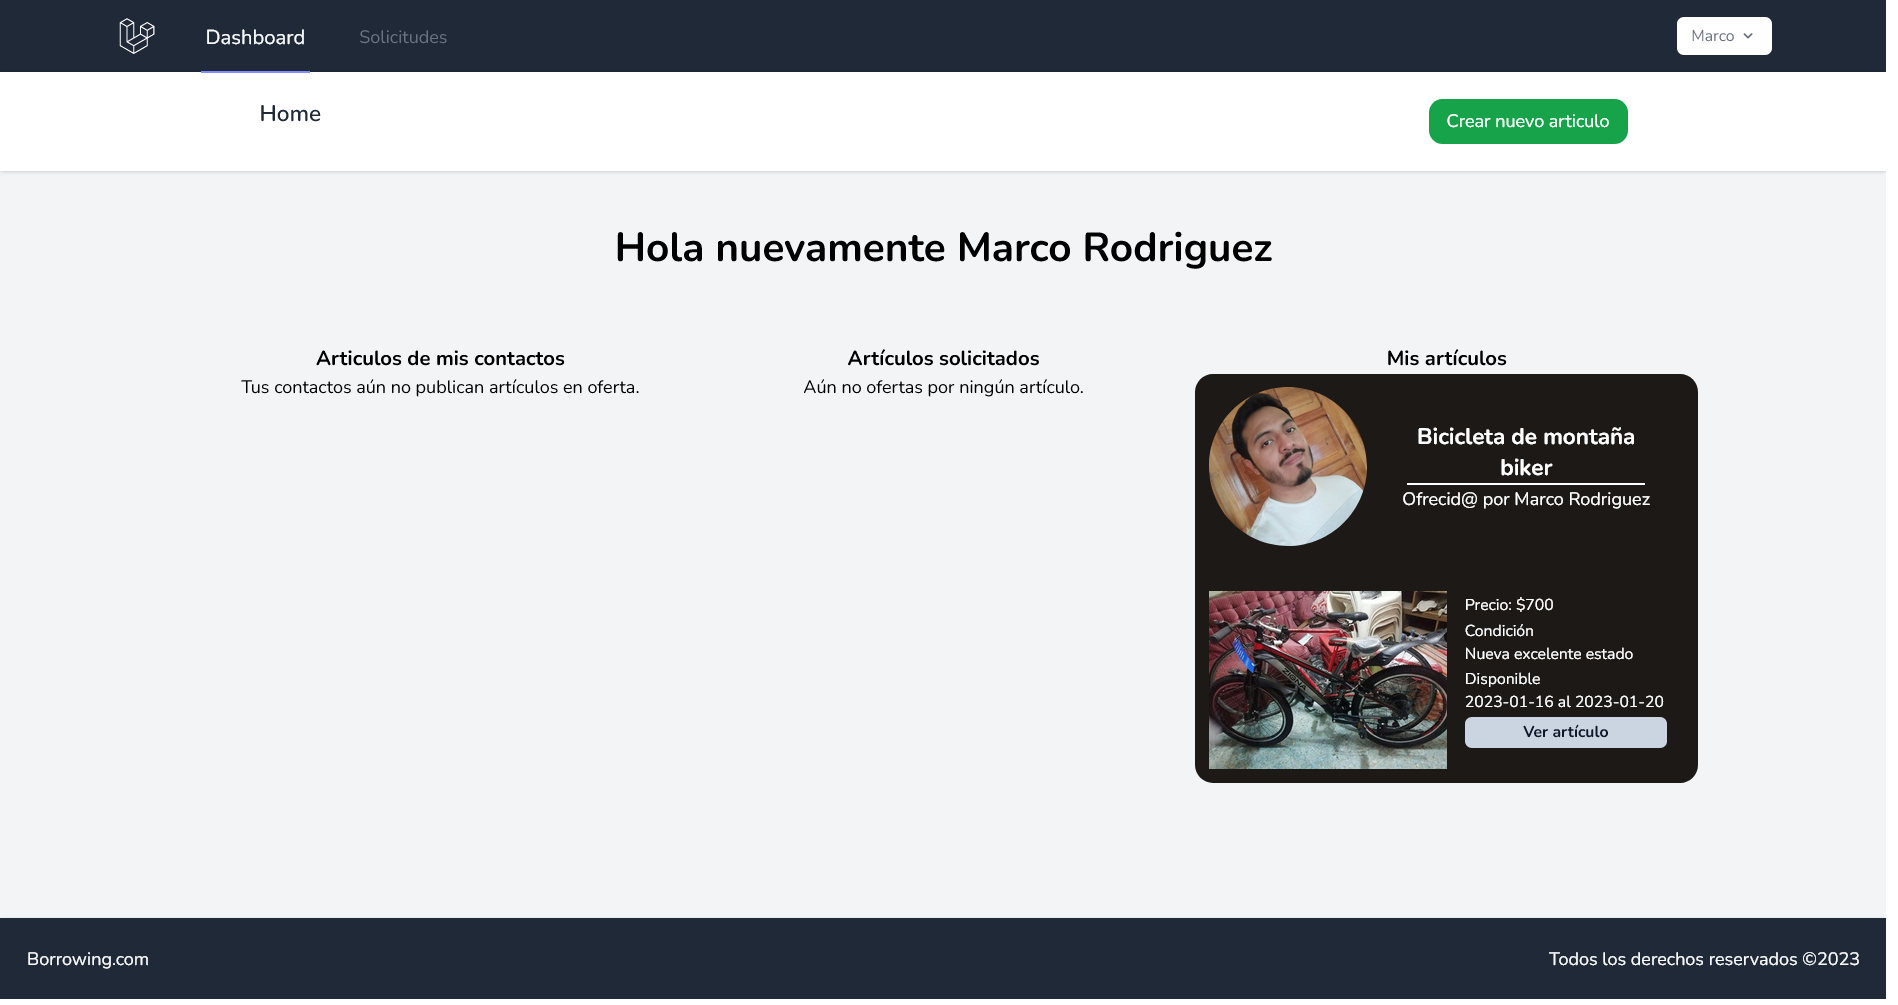 Dashboard
Solicitudes
Marco
Home
Crear nuevo articulo
Hola nuevamente Marco Rodriguez
Articulos de mis contactos
Tus contactos aún no publican artículos en oferta.
Artículos solicitados
Aún no ofertas por ningún artículo.
Mis artículos
Bicicleta de montaña
biker
Ofrecid@ por Marco Rodriguez
Precio: $700
Condición
Nueva excelente estado
Disponible
2023-01-16 al 2023-01-20
Ver artículo
Borrowing.com
Todos los derechos reservados ©2023